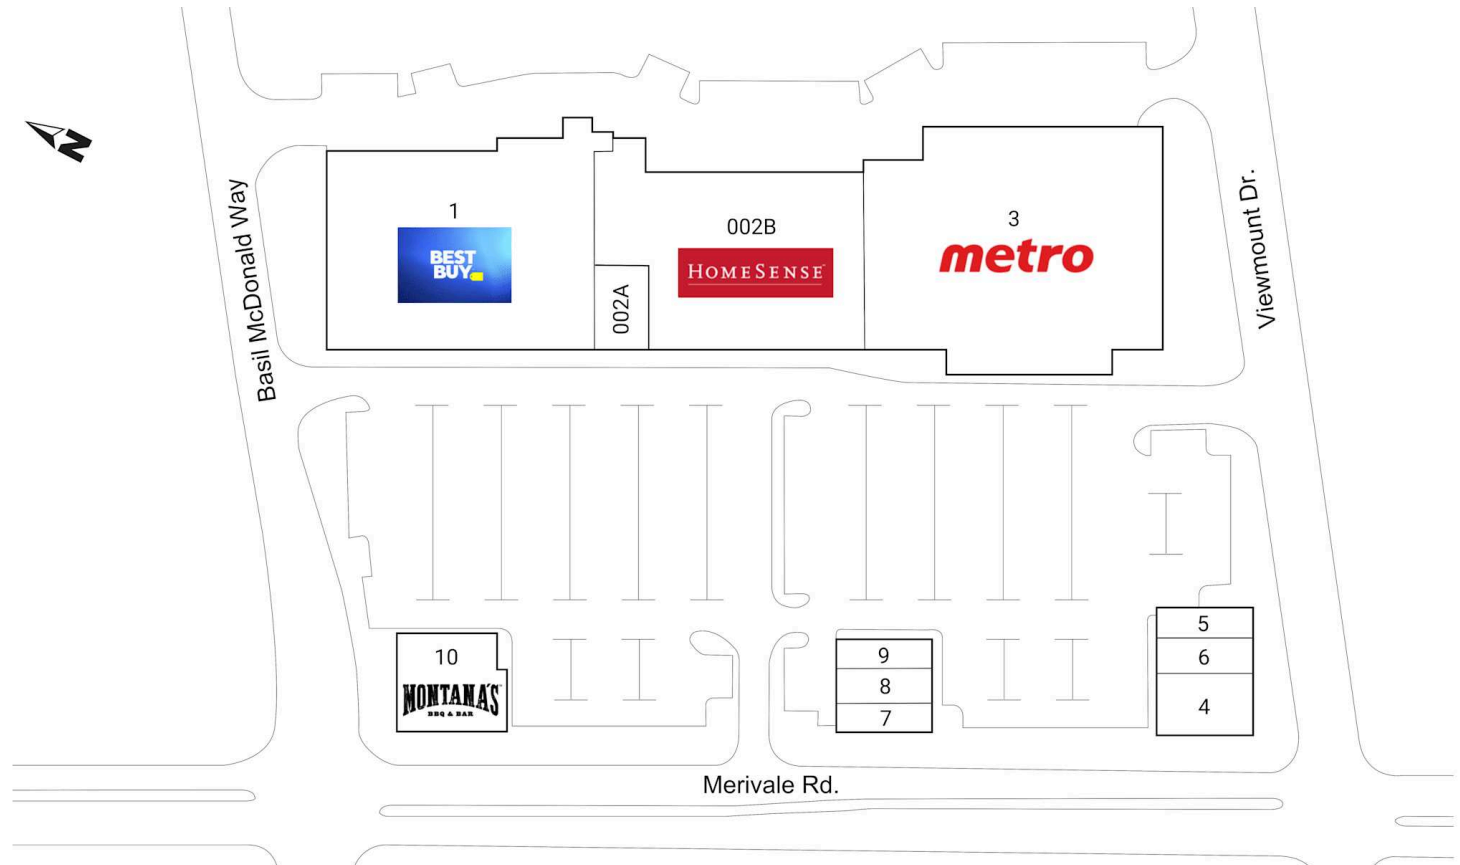 N
Basil McDonald Way
1
BEST
BUY
002A
002B
HOMESENSE
3
metro
Viewmount Dr.
10
MONTANA'S
BBQ & BAR
9
8
7
5
6
4
Merivale Rd.